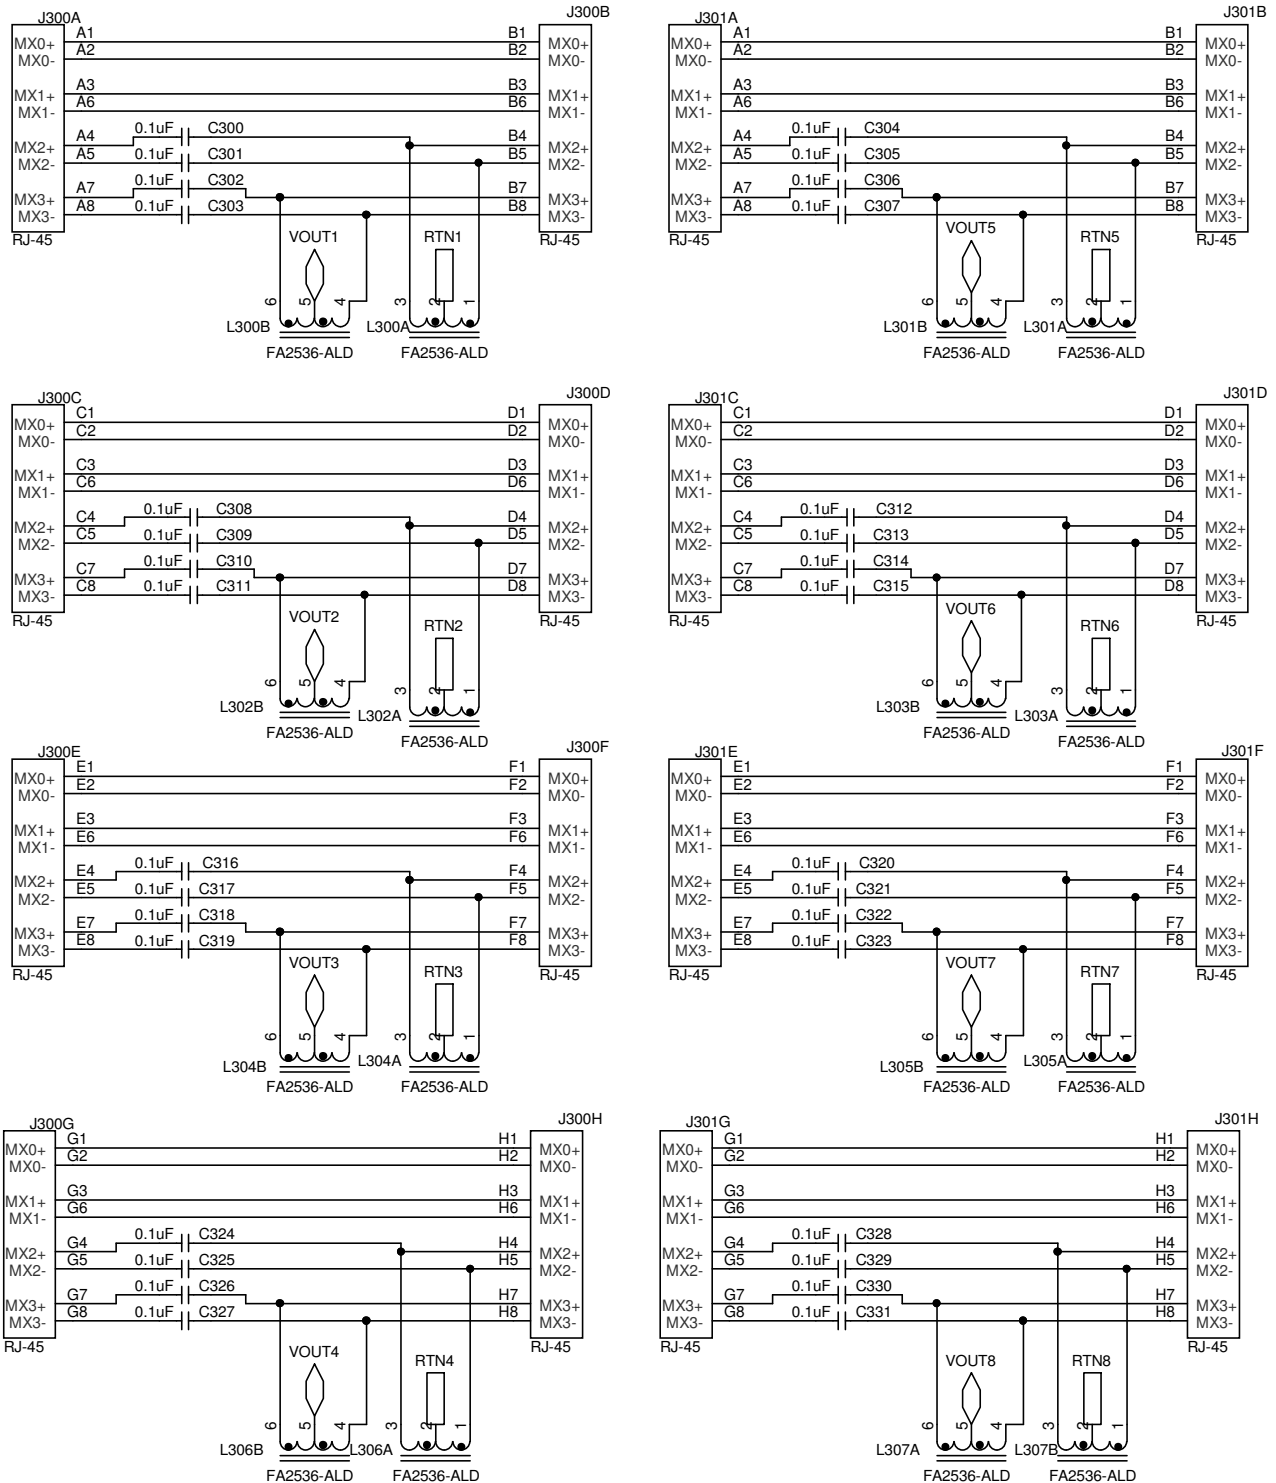 J300A J300B
MX0+ A1 B1 MX0+
MX0- A2 B2 MX0-
MX1+ A3 B3 MX1+
MX1- A6 B6 MX1-
MX2+ A4 0.1uF C300 B4 MX2+
MX2- A5 0.1uF C301 B5 MX2-
MX3+ A7 0.1uF C302 B7 MX3+
MX3- A8 0.1uF C303 B8 MX3-
RJ-45 VOUT1 RTN1 RJ-45
6 5 4 3 2 1
L300B L300A
FA2536-ALD FA2536-ALD
J301A J301B
MX0+ A1 B1 MX0+
MX0- A2 B2 MX0-
MX1+ A3 B3 MX1+
MX1- A6 B6 MX1-
MX2+ A4 0.1uF C304 B4 MX2+
MX2- A5 0.1uF C305 B5 MX2-
MX3+ A7 0.1uF C306 B7 MX3+
MX3- A8 0.1uF C307 B8 MX3-
RJ-45 VOUT5 RTN5 RJ-45
6 5 4 3 2 1
L301B L301A
FA2536-ALD FA2536-ALD
J300C J300D
MX0+ C1 D1 MX0+
MX0- C2 D2 MX0-
MX1+ C3 D3 MX1+
MX1- C6 D6 MX1-
MX2+ C4 0.1uF C308 D4 MX2+
MX2- C5 0.1uF C309 D5 MX2-
MX3+ C7 0.1uF C310 D7 MX3+
MX3- C8 0.1uF C311 D8 MX3-
RJ-45 VOUT2 RTN2 RJ-45
6 5 4 3 2 1
L302B L302A
FA2536-ALD FA2536-ALD
J301C J301D
MX0+ C1 D1 MX0+
MX0- C2 D2 MX0-
MX1+ C3 D3 MX1+
MX1- C6 D6 MX1-
MX2+ C4 0.1uF C312 D4 MX2+
MX2- C5 0.1uF C313 D5 MX2-
MX3+ C7 0.1uF C314 D7 MX3+
MX3- C8 0.1uF C315 D8 MX3-
RJ-45 VOUT6 RTN6 RJ-45
6 5 4 3 2 1
L303B L303A
FA2536-ALD FA2536-ALD
J300E J300F
MX0+ E1 F1 MX0+
MX0- E2 F2 MX0-
MX1+ E3 F3 MX1+
MX1- E6 F6 MX1-
MX2+ E4 0.1uF C316 F4 MX2+
MX2- E5 0.1uF C317 F5 MX2-
MX3+ E7 0.1uF C318 F7 MX3+
MX3- E8 0.1uF C319 F8 MX3-
RJ-45 VOUT3 RTN3 RJ-45
6 5 4 3 2 1
L304B L304A
FA2536-ALD FA2536-ALD
J301E J301F
MX0+ E1 F1 MX0+
MX0- E2 F2 MX0-
MX1+ E3 F3 MX1+
MX1- E6 F6 MX1-
MX2+ E4 0.1uF C320 F4 MX2+
MX2- E5 0.1uF C321 F5 MX2-
MX3+ E7 0.1uF C322 F7 MX3+
MX3- E8 0.1uF C323 F8 MX3-
RJ-45 VOUT7 RTN7 RJ-45
6 5 4 3 2 1
L305B L305A
FA2536-ALD FA2536-ALD
J300G J300H
MX0+ G1 H1 MX0+
MX0- G2 H2 MX0-
MX1+ G3 H3 MX1+
MX1- G6 H6 MX1-
MX2+ G4 0.1uF C324 H4 MX2+
MX2- G5 0.1uF C325 H5 MX2-
MX3+ G7 0.1uF C326 H7 MX3+
MX3- G8 0.1uF C327 H8 MX3-
RJ-45 VOUT4 RTN4 RJ-45
6 5 4 3 2 1
L306B L306A
FA2536-ALD FA2536-ALD
J301G J301H
MX0+ G1 H1 MX0+
MX0- G2 H2 MX0-
MX1+ G3 H3 MX1+
MX1- G6 H6 MX1-
MX2+ G4 0.1uF C328 H4 MX2+
MX2- G5 0.1uF C329 H5 MX2-
MX3+ G7 0.1uF C330 H7 MX3+
MX3- G8 0.1uF C331 H8 MX3-
RJ-45 VOUT8 RTN8 RJ-45
6 5 4 3 2 1
L307A L307B
FA2536-ALD FA2536-ALD